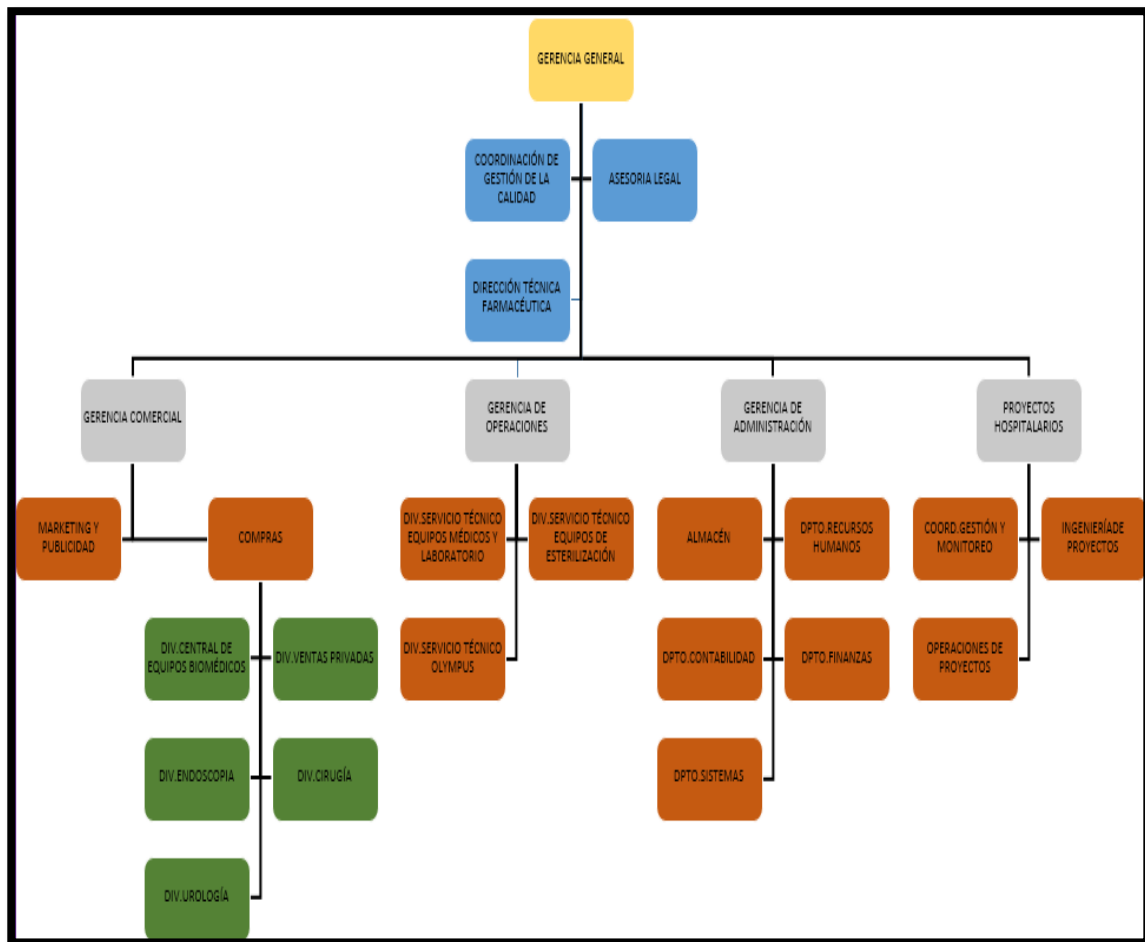 GERENCIA GENERAL
COORDINACIÓN DE
GESTIÓN DE LA
CALIDAD
ASESORIA LEGAL
DIRECCIÓN TÉCNICA
FARMACÉUTICA
GERENCIA COMERCIAL
GERENCIA DE
OPERACIONES
GERENCIA DE
ADMINISTRACIÓN
PROYECTOS
HOSPITALARIOS
MARKETING Y
PUBLICIDAD
COMPRAS
DIV.SERVICIO TÉCNICO
EQUIPOS MÉDICOS Y
LABORATORIO
DIV.SERVICIO TÉCNICO
EQUIPOS DE
ESTERILIZACIÓN
ALMACÉN
DPTO.RECURSOS
HUMANOS
COORD.GESTIÓN Y
MONITOREO
INGENIERÍADE
PROYECTOS
DIV.CENTRAL DE
EQUIPOS BIOMÉDICOS
DIV.VENTAS PRIVADAS
DIV.SERVICIO TÉCNICO
OLYMPUS
DPTO.CONTABILIDAD
DPTO.FINANZAS
OPERACIONES DE
PROYECTOS
DIV.ENDOSCOPIA
DIV.CIRUGÍA
DPTO.SISTEMAS
DIV.UROLOGÍA